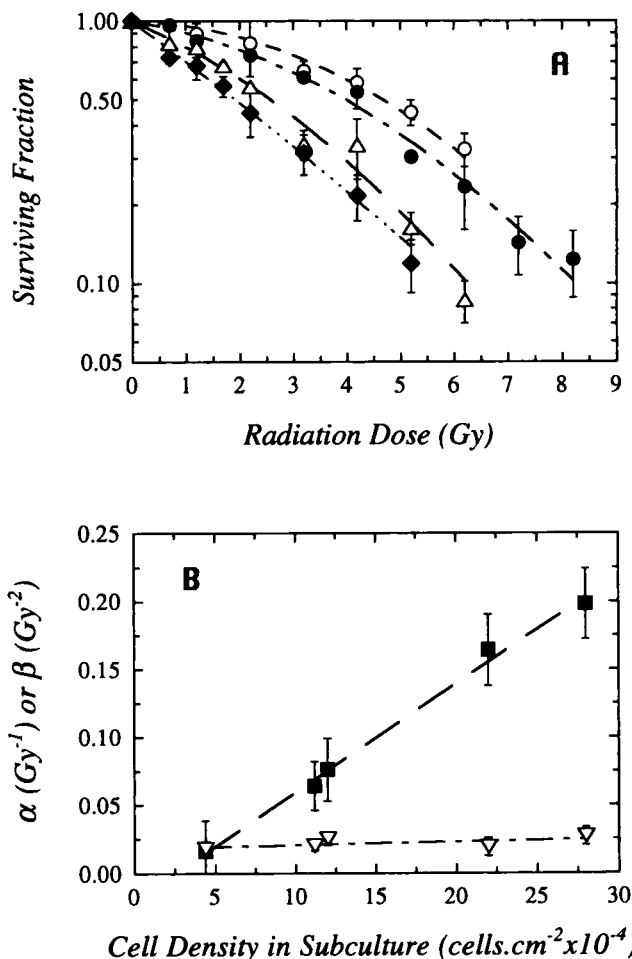 1.00
0.50
0.10
0.05
A
Surviving Fraction
0 1 2 3 4 5 6 7 8 9
Radiation Dose (Gy)
0.25
0.20
0.15
0.10
0.05
0.00
B
α (Gy-1) or β (Gy-2)
0 5 10 15 20 25 30
Cell Density in Subculture (cells.cm-2x10-4)